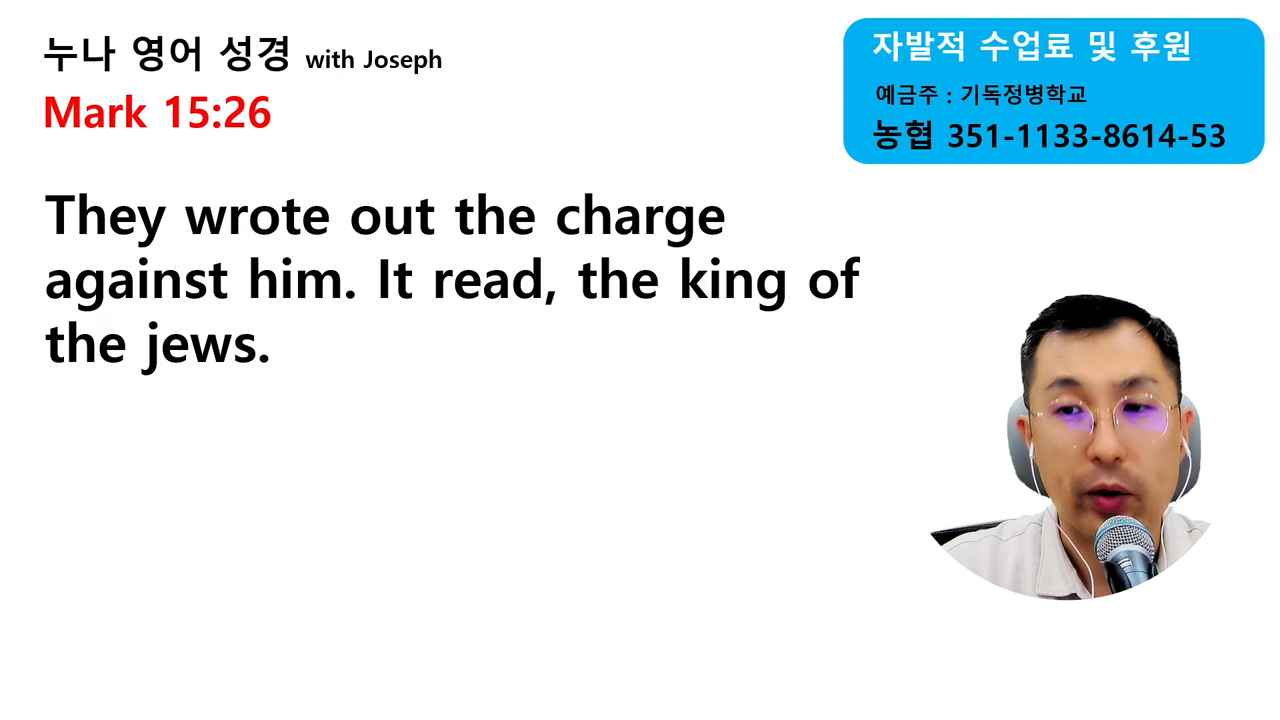 누나 영어 성경 with Joseph
Mark 15:26
자발적 수업료 및 후원
예금주 : 기독정병학교
농협 351-1133-8614-53
They wrote out the charge
against him. It read, the king of
the jews.